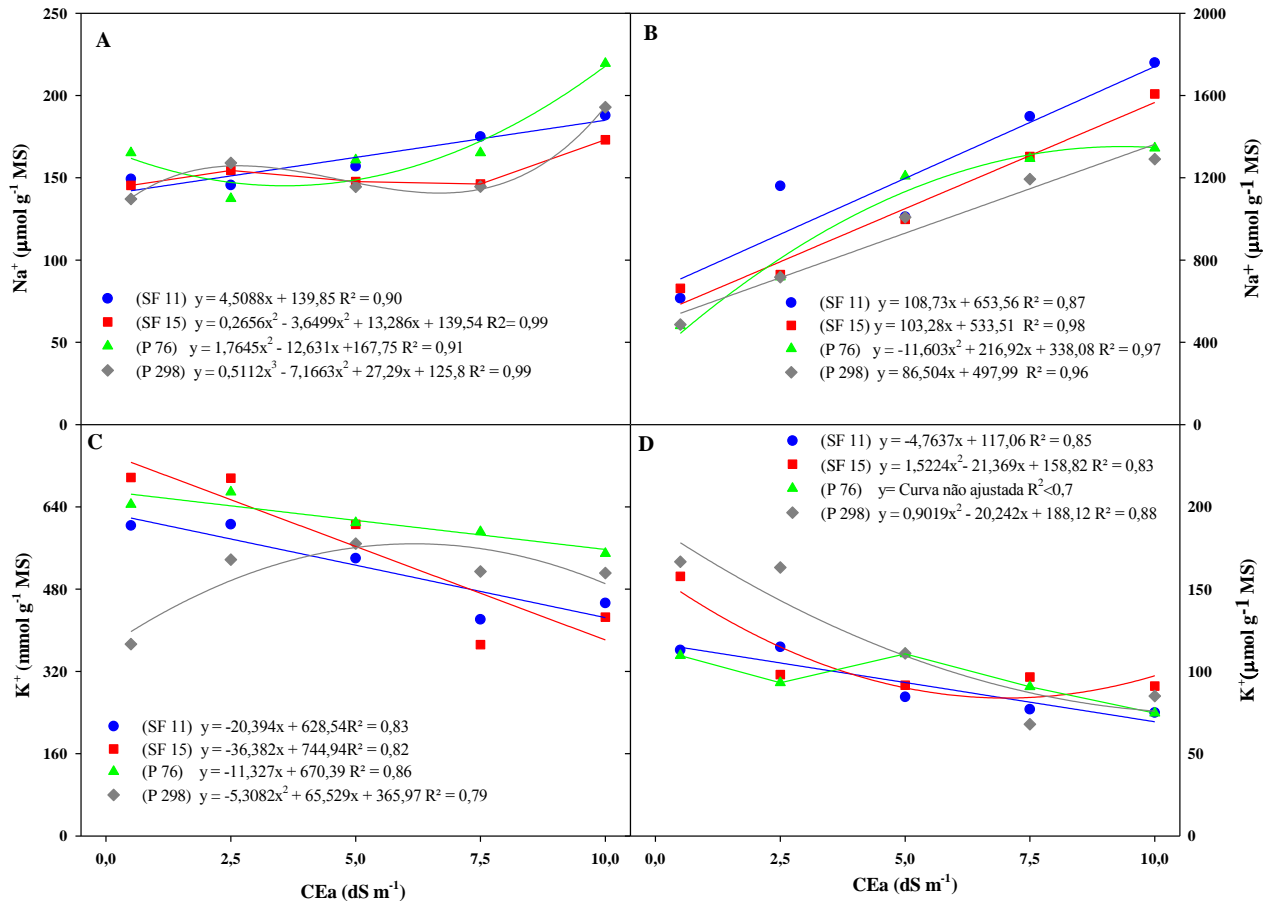 A
Na⁺ (µmol g⁻¹ MS)
250
200
150
100
50
0
(SF 11) y = 4,5088x + 139,85 R² = 0,90
(SF 15) y = 0,2656x² - 3,6499x² + 13,286x + 139,54 R2= 0,99
(P 76) y = 1,7645x² - 12,631x +167,75 R² = 0,91
(P 298) y = 0,5112x³ - 7,1663x² + 27,29x + 125,8 R² = 0,99
B
2000
1600
1200
800
400
0
Na⁺ (µmol g⁻¹ MS)
(SF 11) y = 108,73x + 653,56 R² = 0,87
(SF 15) y = 103,28x + 533,51 R² = 0,98
(P 76) y = -11,603x² + 216,92x + 338,08 R² = 0,97
(P 298) y = 86,504x + 497,99 R² = 0,96
C
K⁺ (mmol g⁻¹ MS)
640
480
320
160
0
(SF 11) y = -20,394x + 628,54R² = 0,83
(SF 15) y = -36,382x + 744,94R² = 0,82
(P 76) y = -11,327x + 670,39 R² = 0,86
(P 298) y = -5,3082x² + 65,529x + 365,97 R² = 0,79
0,0 2,5 5,0 7,5 10,0
CEa (dS m⁻¹)
D
(SF 11) y = -4,7637x + 117,06 R² = 0,85
(SF 15) y = 1,5224x²- 21,369x + 158,82 R² = 0,83
(P 76) y= Curva não ajustada R²<0,7
(P 298) y = 0,9019x² - 20,242x + 188,12 R² = 0,88
200
150
100
50
0
K⁺(µmol g⁻¹ MS)
0,0 2,5 5,0 7,5 10,0
CEa (dS m⁻¹)